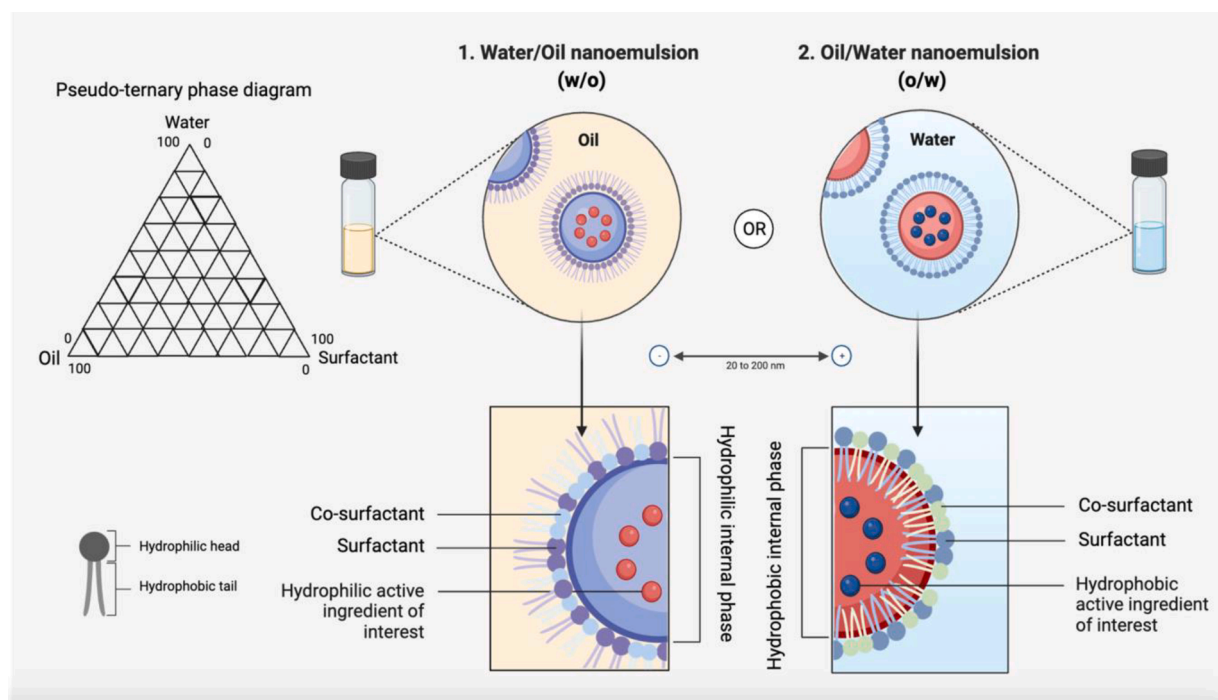 1. Water/Oil nanoemulsion
(w/o)
2. Oil/Water nanoemulsion
(o/w)
Pseudo-ternary phase diagram
Water
100 0
Oil
Water
OR
0
100
Oil
Surfactant
100
0
-
20 to 200 nm
+
Hydrophilic internal phase
Hydrophobic internal phase
Co-surfactant
Surfactant
Hydrophilic active
ingredient of
interest
Co-surfactant
Surfactant
Hydrophobic
active ingredient
of interest
Hydrophilic head
Hydrophobic tail